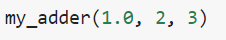 my_adder(1.0, 2, 3)